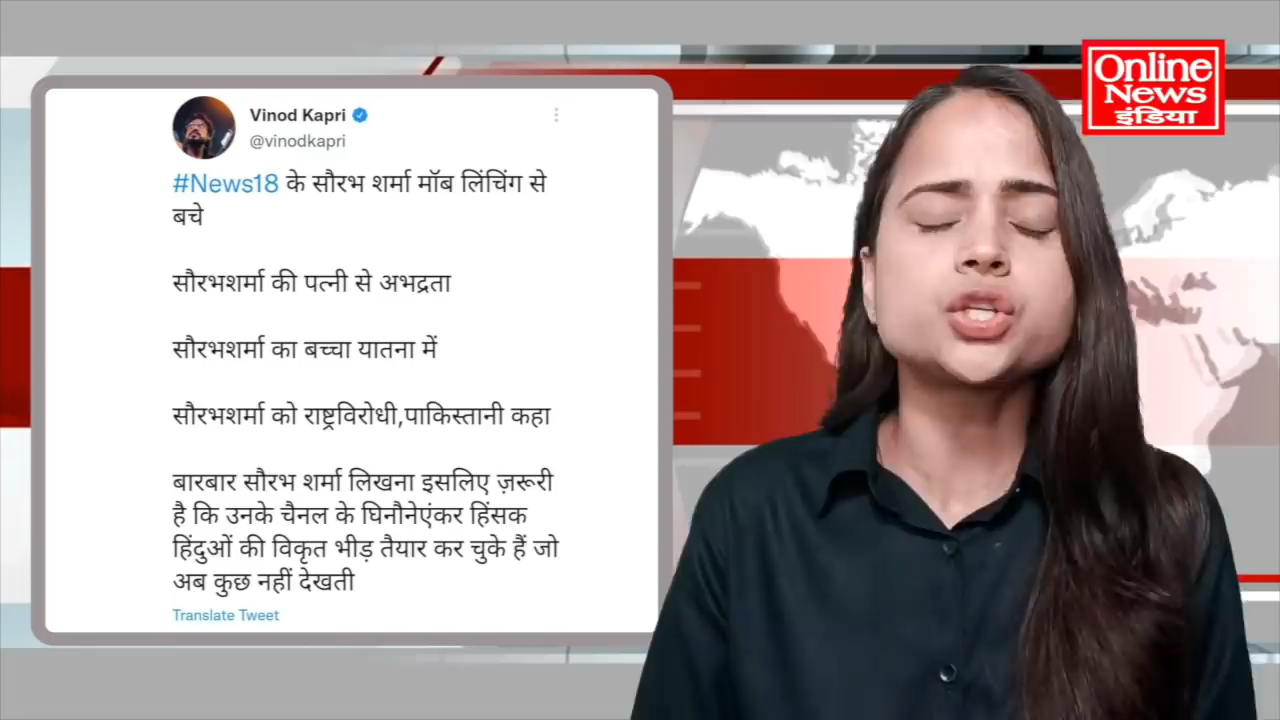 Vinod Kapri
@vinodkapri
#News18 के सौरभ शर्मा मॉब लिंचिंग से
बचे
सौरभशर्मा की पत्नी से अभद्रता
सौरभशर्मा का बच्चा यातना में
सौरभशर्मा को राष्ट्रविरोधी,पाकिस्तानी कहा
बारबार सौरभ शर्मा लिखना इसलिए ज़रूरी
है कि उनके चैनल के घिनौनेएंकर हिंसक
हिंदुओं की विकृत भीड़ तैयार कर चुके हैं जो
अब कुछ नहीं देखती
Translate Tweet
Online
News
इंडिया